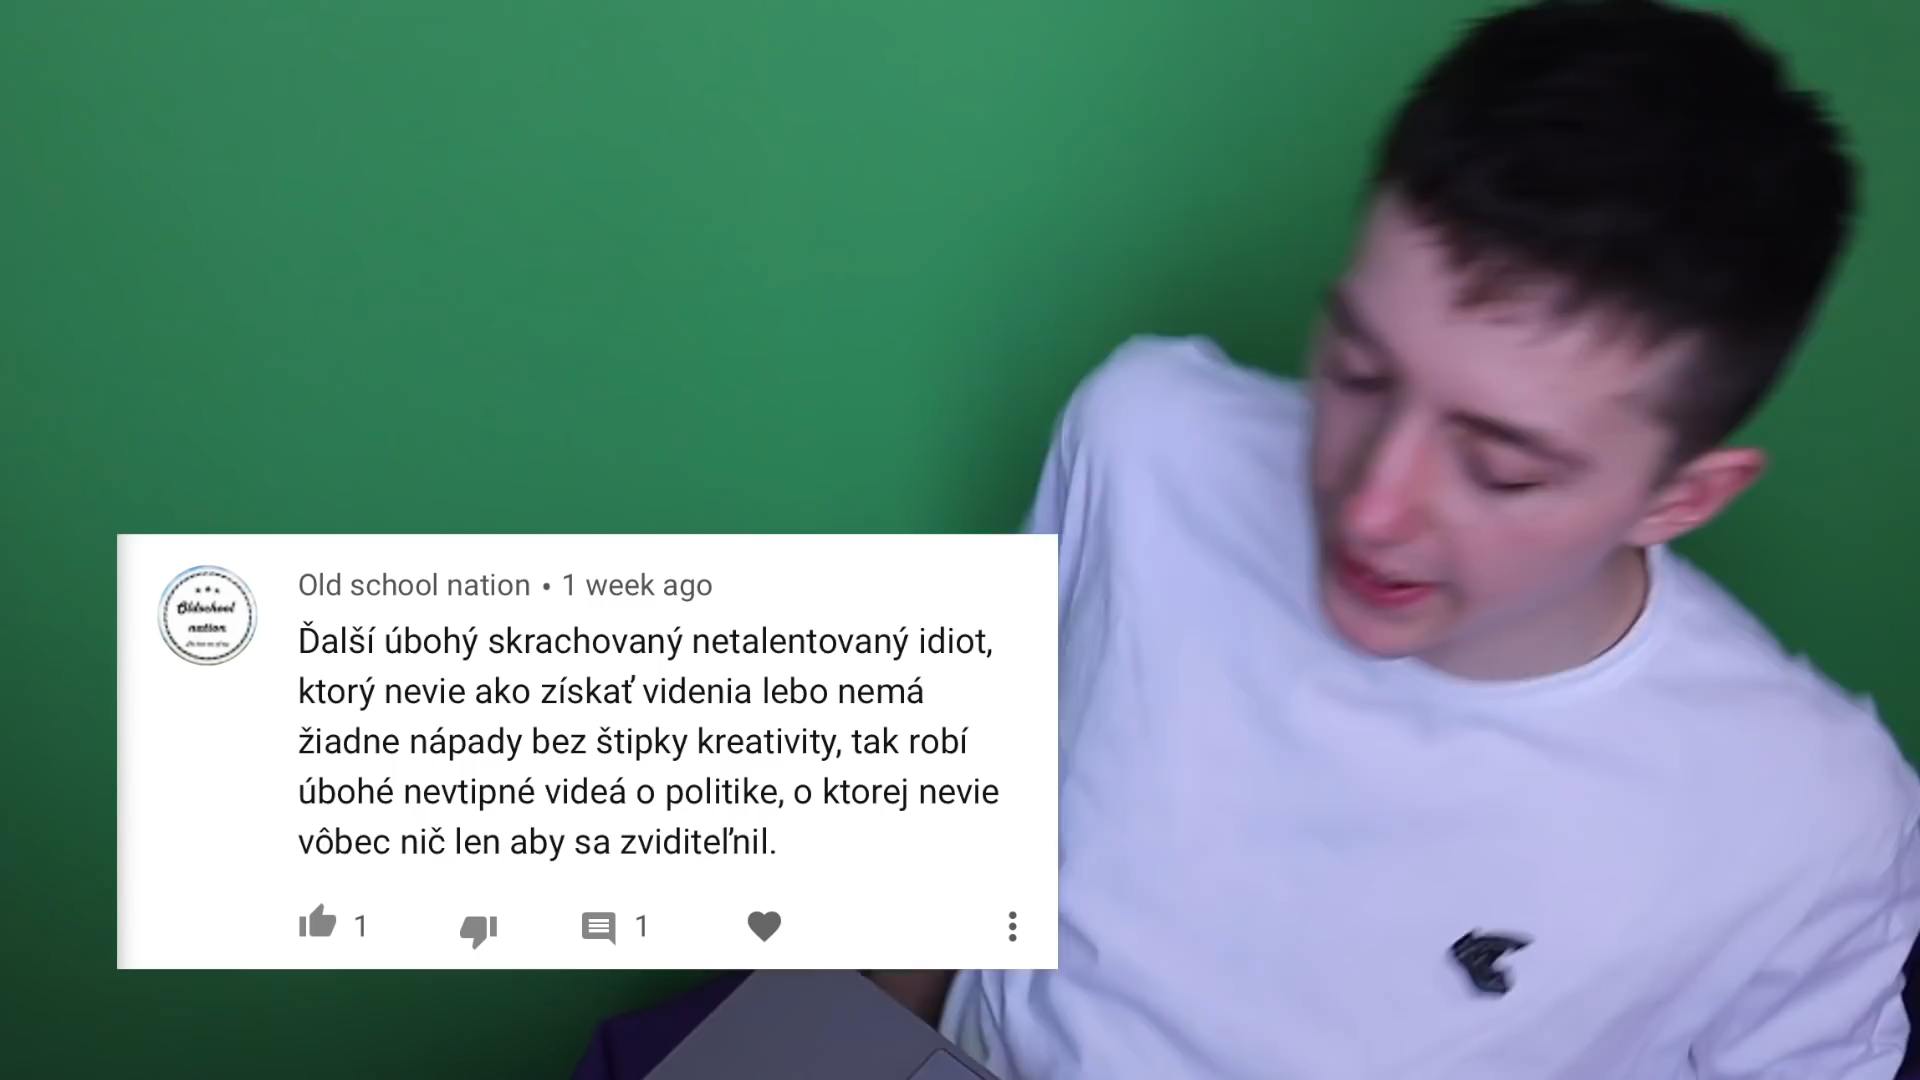 Old school nation • 1 week ago
Oldschool
nation
Ďalší úbohý skrachovaný netalentovaný idiot,
ktorý nevie ako získať videnia lebo nemá
žiadne nápady bez štipky kreativity, tak robí
úbohé nevtipné videá o politike, o ktorej nevie
vôbec nič len aby sa zviditeľnil.
1
1